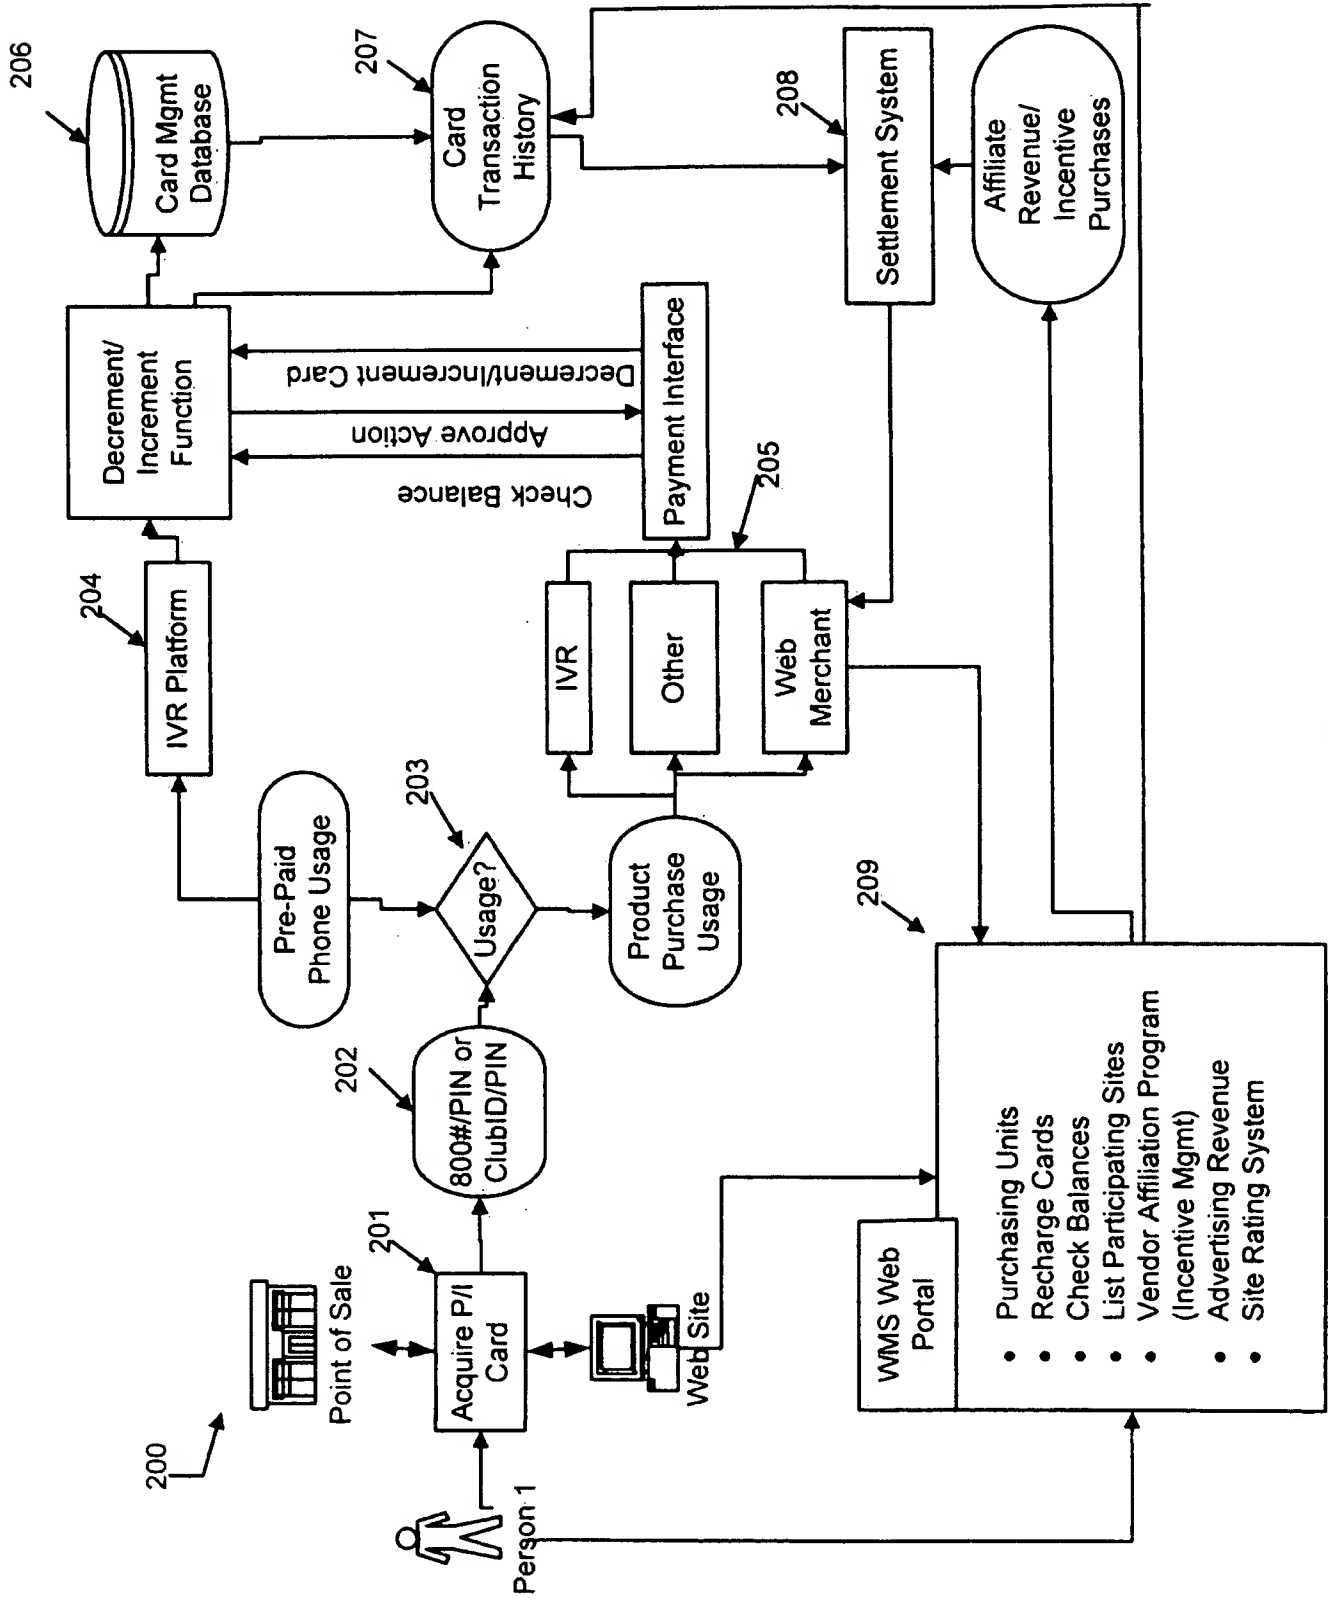 200
Point of Sale
Person 1
201
Acquire P/I
Card
Web Site
202
800#/PIN or
ClubID/PIN
203
Usage?
Pre-Paid
Phone Usage
Product
Purchase
Usage
204
IVR Platform
Decrement/
Increment
Function
206
Card Mgmt
Database
207
Card
Transaction
History
Check Balance
Approve Action
Decrement/Increment Card
Payment Interface
205
IVR
Other
Web
Merchant
208
Settlement System
Affiliate
Revenue/
Incentive
Purchases
209
WMS Web
Portal
• Purchasing Units
• Recharge Cards
• Check Balances
• List Participating Sites
• Vendor Affiliation Program
(Incentive Mgmt)
• Advertising Revenue
• Site Rating System